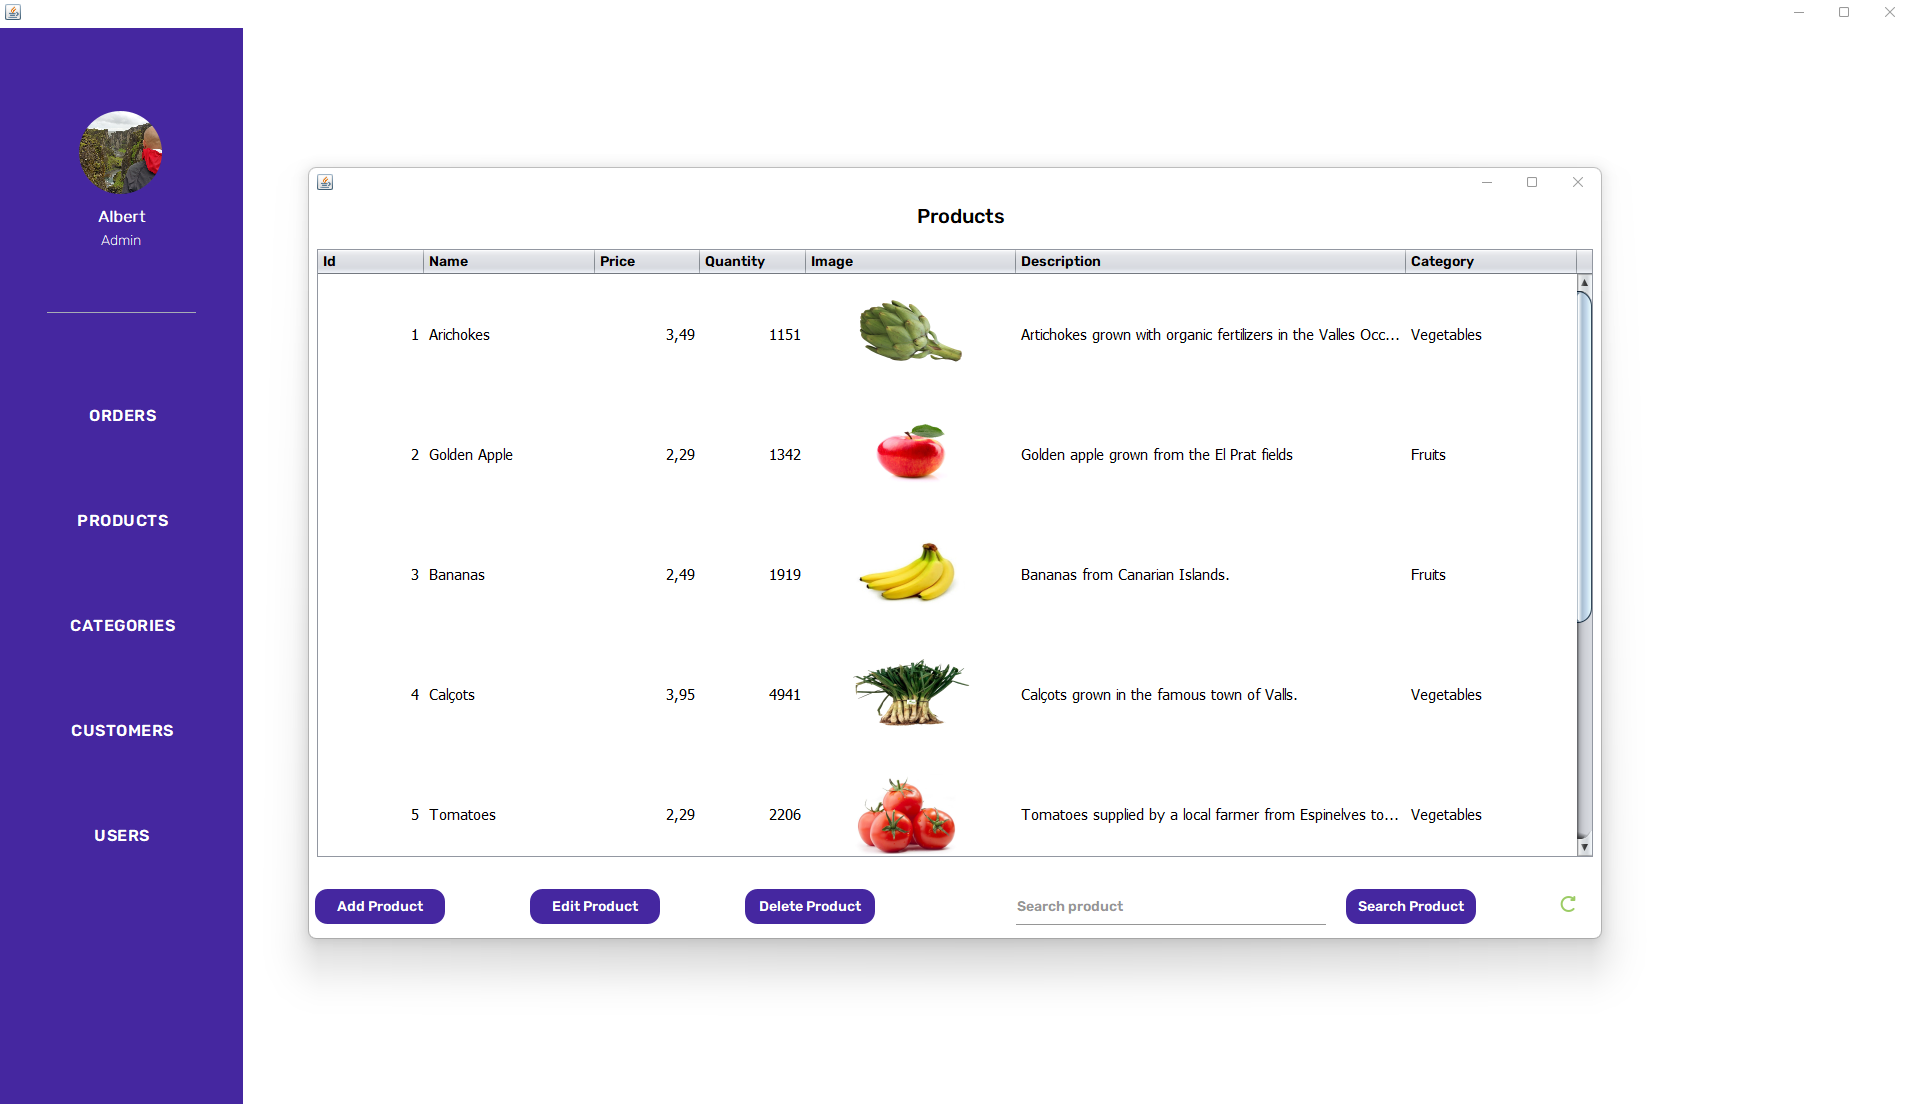 Albert
Admin
ORDERS
PRODUCTS
CATEGORIES
CUSTOMERS
USERS
Products
Id Name Price Quantity Image Description Category
1 Arichokes 3,49 1151 Artichokes grown with organic fertilizers in the Valles Occ... Vegetables
2 Golden Apple 2,29 1342 Golden apple grown from the El Prat fields Fruits
3 Bananas 2,49 1919 Bananas from Canarian Islands. Fruits
4 Calçots 3,95 4941 Calçots grown in the famous town of Valls. Vegetables
5 Tomatoes 2,29 2206 Tomatoes supplied by a local farmer from Espinelves to... Vegetables
Add Product Edit Product Delete Product Search product Search Product